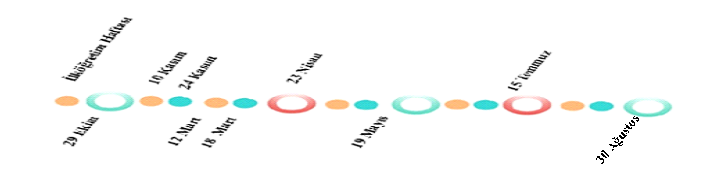 İlköğretim Haftası
29 Ekim
10 Kasım
24 Kasım
12 Mart
18 Mart
23 Nisan
19 Mayıs
15 Temmuz
30 Ağustos